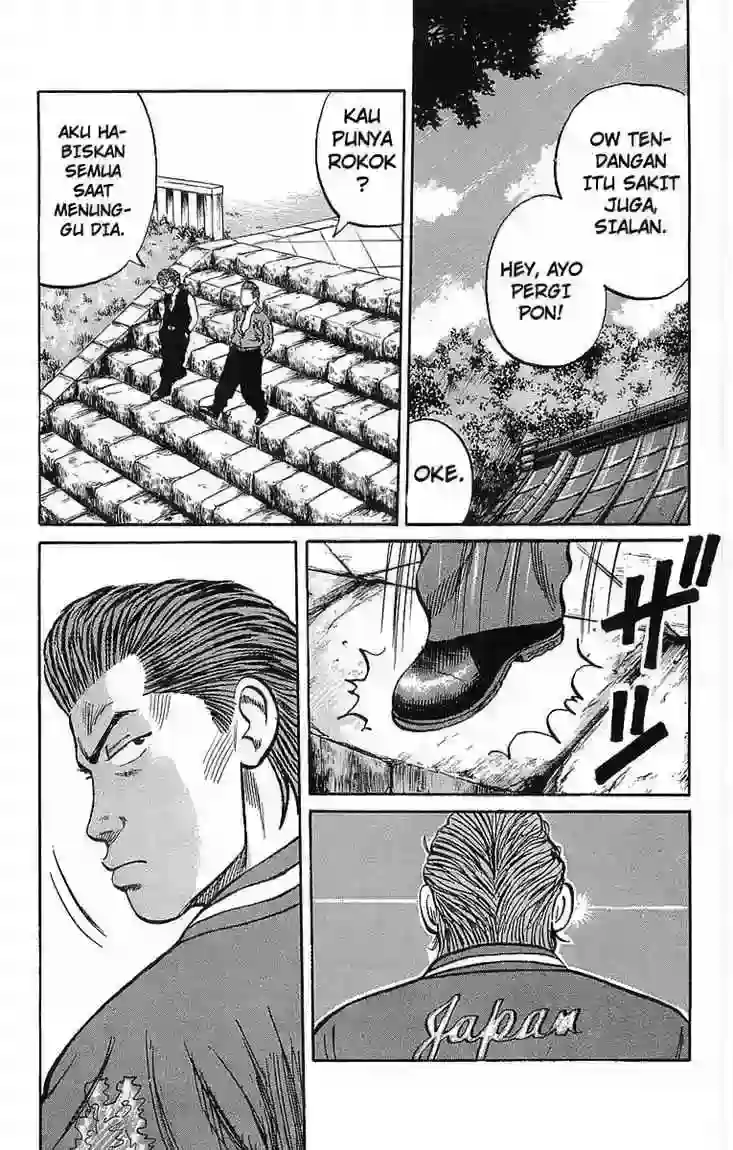 OW TEN-
DANGAN
ITU SAKIT
JUGA,
SIALAN.
HEY, AYO
PERGI
PON!
OKE.
KAU
PUNYA
ROKOK
?
AKU HA-
BISKAN
SEMUA
SAAT
MENUNG-
GU DIA.
ザッ
Japan